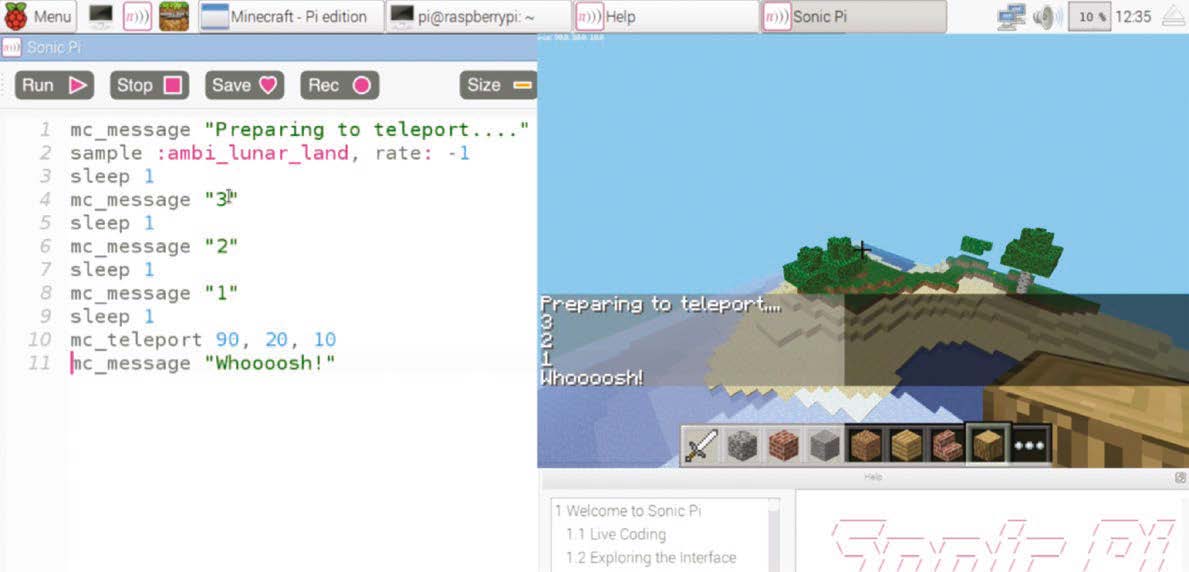 Menu
Minecraft - Pi edition
pi@raspberrypi: ~
Help
Sonic Pi
10 %
12:35
Sonic Pi
Run
Stop
Save
Rec
Size
1 mc_message "Preparing to teleport...."
2 sample :ambi_lunar_land, rate: -1
3 sleep 1
4 mc_message "3"
5 sleep 1
6 mc_message "2"
7 sleep 1
8 mc_message "1"
9 sleep 1
10 mc_teleport 90, 20, 10
11 mc_message "Whoooosh!"
Preparing to teleport....
3
2
1
Whoooosh!
Help
1 Welcome to Sonic Pi
1.1 Live Coding
1.2 Exploring the Interface
Sonic Pi